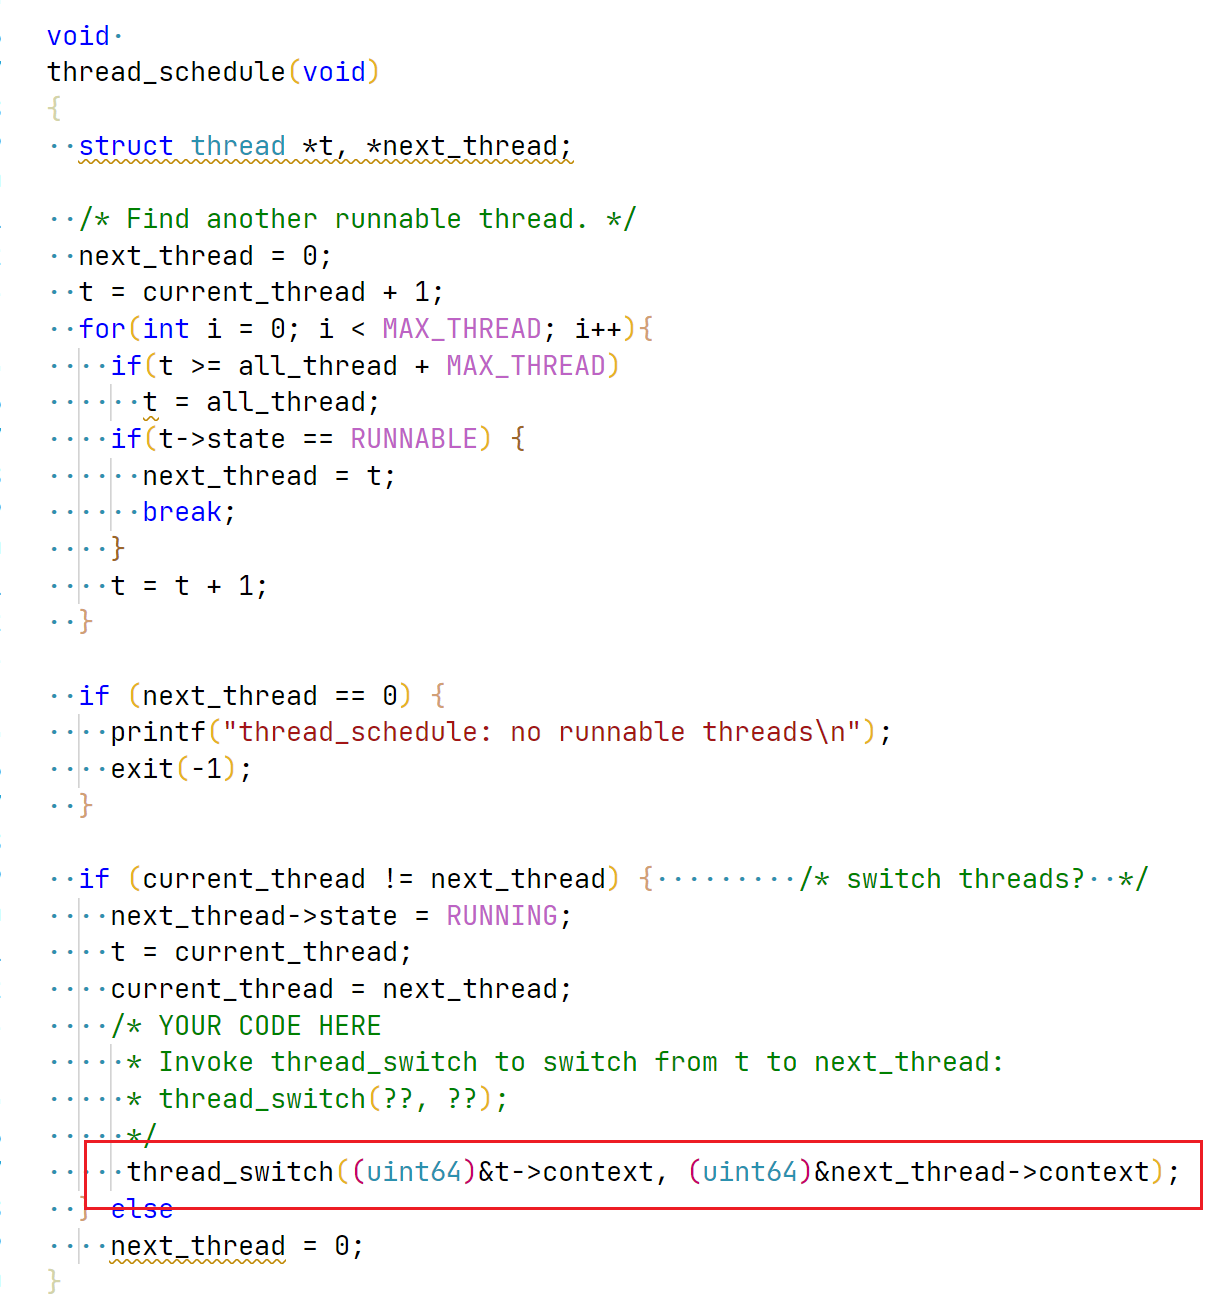 void
thread_schedule(void)
{
  struct thread *t, *next_thread;

  /* Find another runnable thread. */
  next_thread = 0;
  t = current_thread + 1;
  for(int i = 0; i < MAX_THREAD; i++){
    if(t >= all_thread + MAX_THREAD)
      t = all_thread;
    if(t->state == RUNNABLE) {
      next_thread = t;
      break;
    }
    t = t + 1;
  }

  if (next_thread == 0) {
    printf("thread_schedule: no runnable threads\n");
    exit(-1);
  }

  if (current_thread != next_thread) {         /* switch threads?  */
    next_thread->state = RUNNING;
    t = current_thread;
    current_thread = next_thread;
    /* YOUR CODE HERE
     * Invoke thread_switch to switch from t to next_thread:
     * thread_switch(??, ??);
     */
     thread_switch((uint64)&t->context, (uint64)&next_thread->context);
  } else
    next_thread = 0;
}